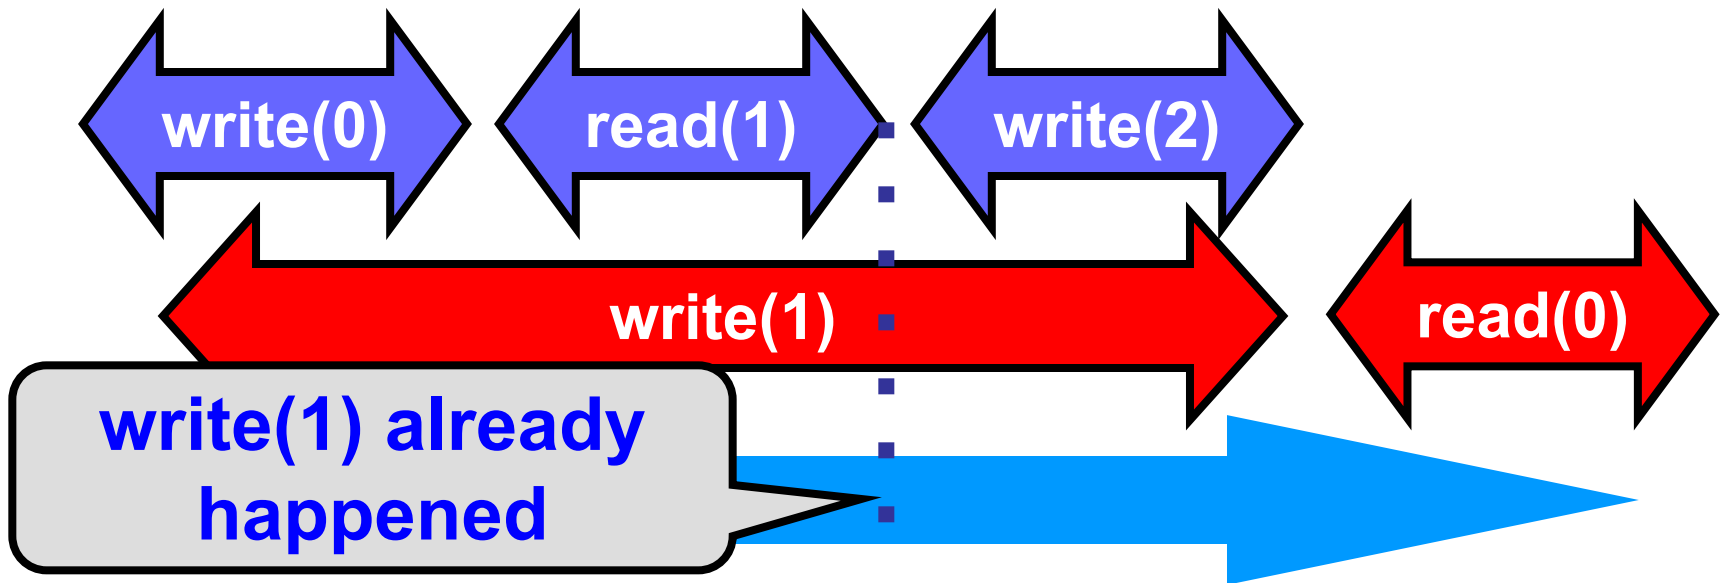 write(0)
read(1)
write(2)
write(1)
read(0)
write(1) already
happened